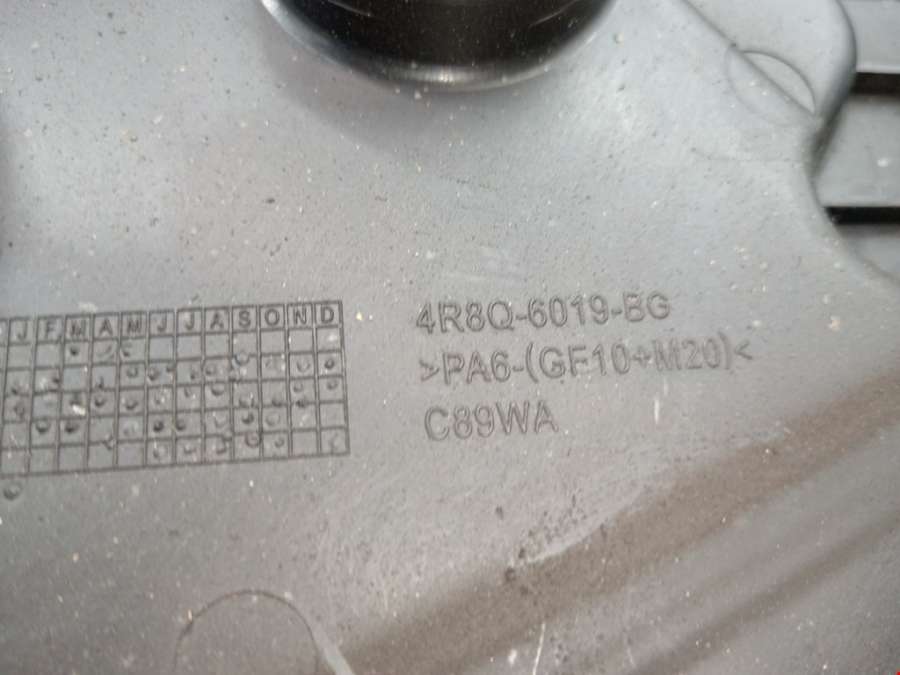 J F M A M J J A S O N D
4R8Q-6019-BG
>PA6-(GF10+M20)<
C89WA